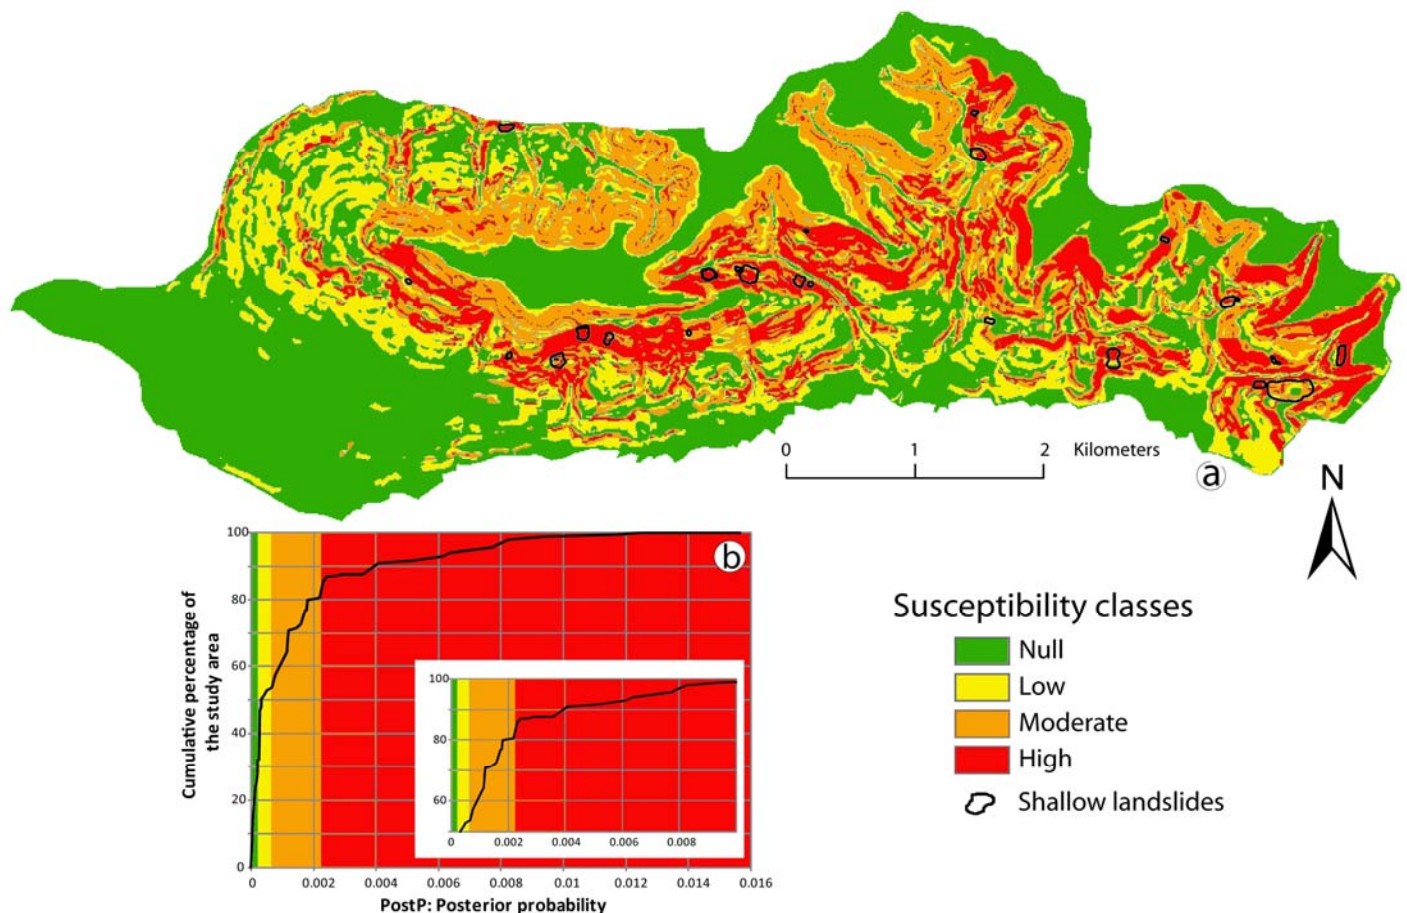 0
1
2
Kilometers
a
N
100
80
60
40
20
0
Cumulative percentage of
the study area
b
100
80
60
0
0.002
0.004
0.006
0.008
0
0.002
0.004
0.006
0.008
0.01
0.012
0.014
0.016
PostP: Posterior probability
Susceptibility classes
Null
Low
Moderate
High
Shallow landslides